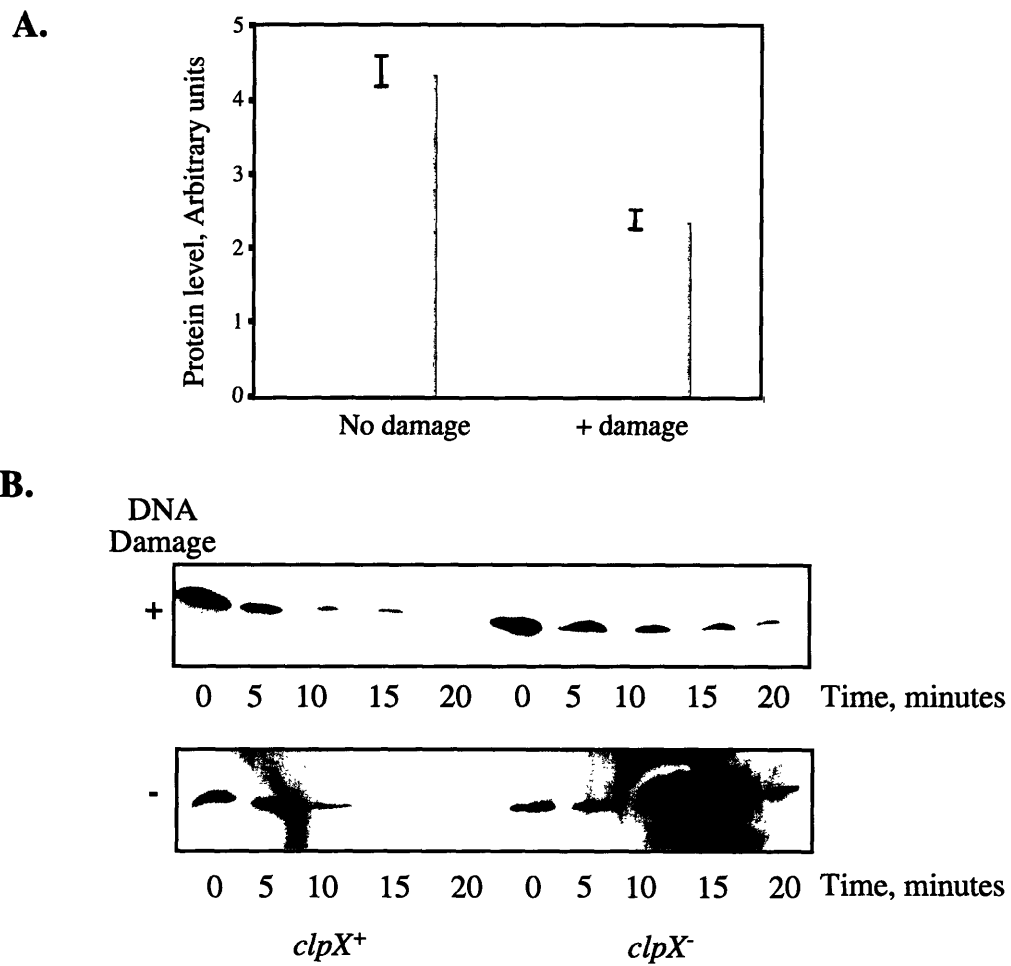 A.
Protein level, Arbitrary units
5
4
3
2
1
0
No damage
+ damage
B.
DNA
Damage
+
0 5 10 15 20 0 5 10 15 20 Time, minutes
-
0 5 10 15 20 0 5 10 15 20 Time, minutes
clpX+ clpX-